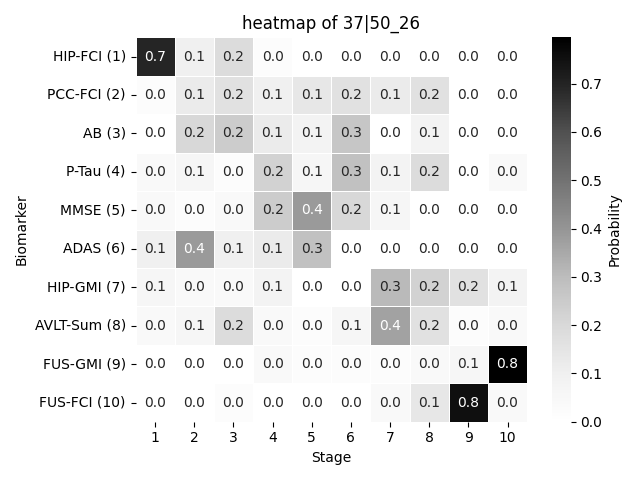 heatmap of 37|50_26
HIP-FCI (1) 0.7 0.1 0.2 0.0 0.0 0.0 0.0 0.0 0.0 0.0
PCC-FCI (2) 0.0 0.1 0.2 0.1 0.1 0.2 0.1 0.2 0.0 0.0
AB (3) 0.0 0.2 0.2 0.1 0.1 0.3 0.0 0.1 0.0 0.0
P-Tau (4) 0.0 0.1 0.0 0.2 0.1 0.3 0.1 0.2 0.0 0.0
MMSE (5) 0.0 0.0 0.0 0.2 0.4 0.2 0.1 0.0 0.0 0.0
ADAS (6) 0.1 0.4 0.1 0.1 0.3 0.0 0.0 0.0 0.0 0.0
HIP-GMI (7) 0.1 0.0 0.0 0.1 0.0 0.0 0.3 0.2 0.2 0.1
AVLT-Sum (8) 0.0 0.1 0.2 0.0 0.0 0.1 0.4 0.2 0.0 0.0
FUS-GMI (9) 0.0 0.0 0.0 0.0 0.0 0.0 0.0 0.0 0.1 0.8
FUS-FCI (10) 0.0 0.0 0.0 0.0 0.0 0.0 0.0 0.1 0.8 0.0
1 2 3 4 5 6 7 8 9 10
Stage
Biomarker
0.7
0.6
0.5
0.4
0.3
0.2
0.1
0.0
Probability